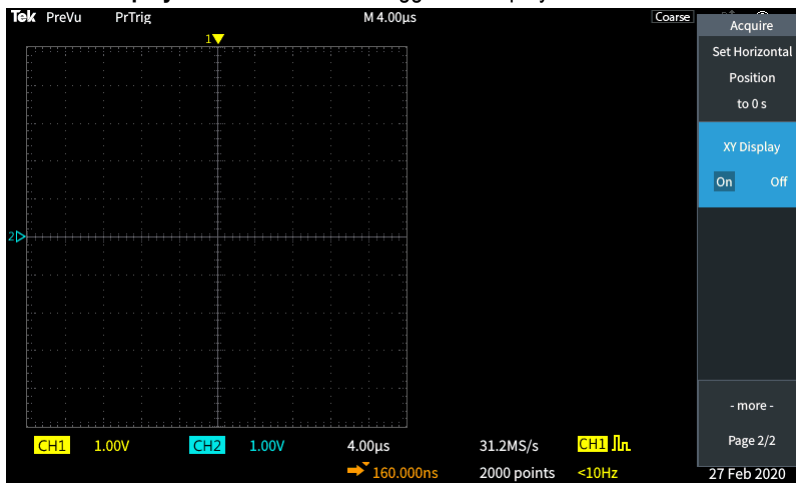 Tek PreVu PrTrig M 4.00μs Coarse
Acquire
Set Horizontal
Position
to 0 s
XY Display
On Off
1
2
- more -
Page 2/2
CH1 1.00V CH2 1.00V 4.00μs 31.2MS/s CH1
160.000ns 2000 points <10Hz
27 Feb 2020